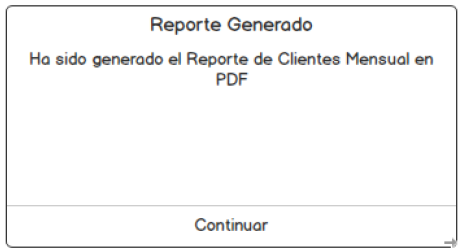 Reporte Generado
Ha sido generado el Reporte de Clientes Mensual en
PDF
Continuar